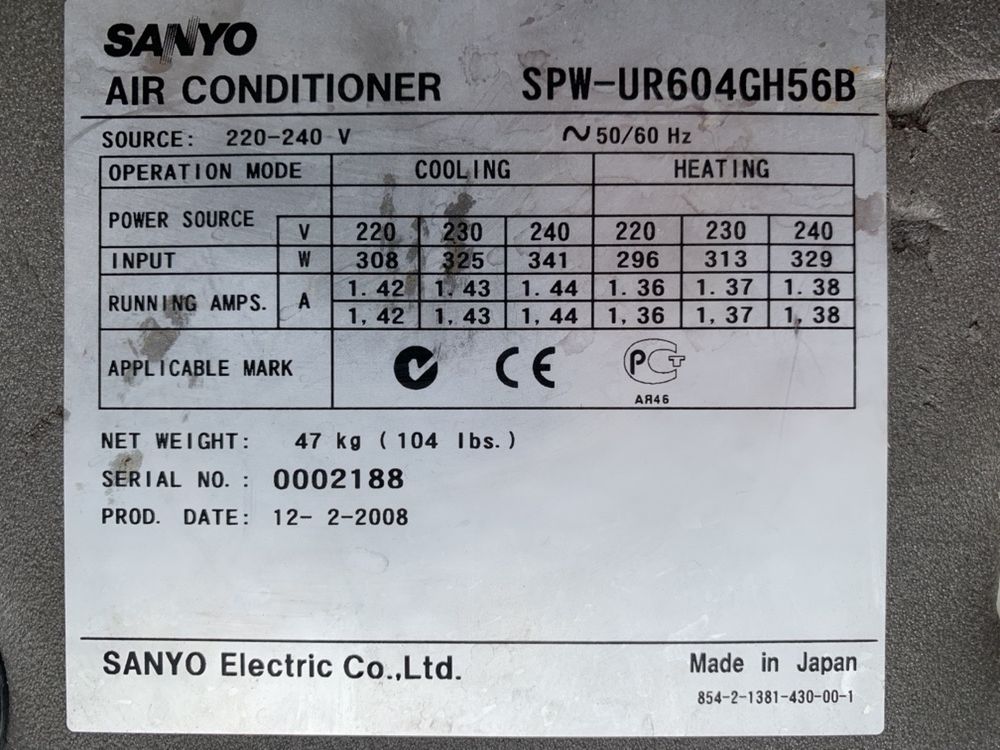 SANYO
AIR CONDITIONER SPW-UR604GH56B
SOURCE: 220-240 V ~50/60 Hz
OPERATION MODE COOLING HEATING
POWER SOURCE V 220 230 240 220 230 240
INPUT W 308 325 341 296 313 329
RUNNING AMPS. A 1.42 1.43 1.44 1.36 1.37 1.38
1,42 1,43 1,44 1,36 1,37 1,38
APPLICABLE MARK CE РСТ
АЯ46
NET WEIGHT: 47 kg (104 lbs.)
SERIAL NO.: 0002188
PROD. DATE: 12- 2-2008
SANYO Electric Co.,Ltd. Made in Japan
854-2-1381-430-00-1